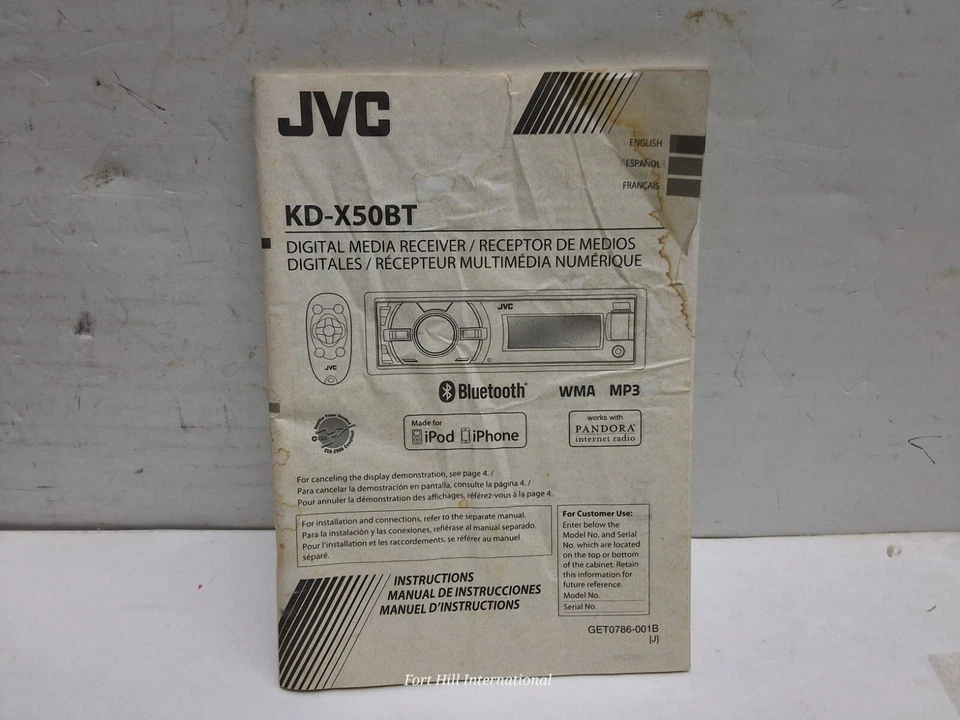 JVC
ENGLISH
ESPAÑOL
FRANÇAIS
KD-X50BT
DIGITAL MEDIA RECEIVER / RECEPTOR DE MEDIOS
DIGITALES / RÉCEPTEUR MULTIMÉDIA NUMÉRIQUE
JVC
JVC
Bluetooth®
WMA MP3
CEA-2006 Compliant
Made for
iPod iPhone
works with
PANDORA®
internet radio
For canceling the display demonstration, see page 4. /
Para cancelar la demostración en pantalla, consulte la página 4. /
Pour annuler la démonstration des affichages, référez-vous à la page 4.
For installation and connections, refer to the separate manual.
Para la instalación y las conexiones, refiérase al manual separado.
Pour l'installation et les raccordements, se référer au manuel
séparé.
For Customer Use:
Enter below the
Model No. and Serial
No. which are located
on the top or bottom
of the cabinet. Retain
this information for
future reference.
Model No.
Serial No.
INSTRUCTIONS
MANUAL DE INSTRUCCIONES
MANUEL D'INSTRUCTIONS
GET0786-001B
[J]
Fort Hill International